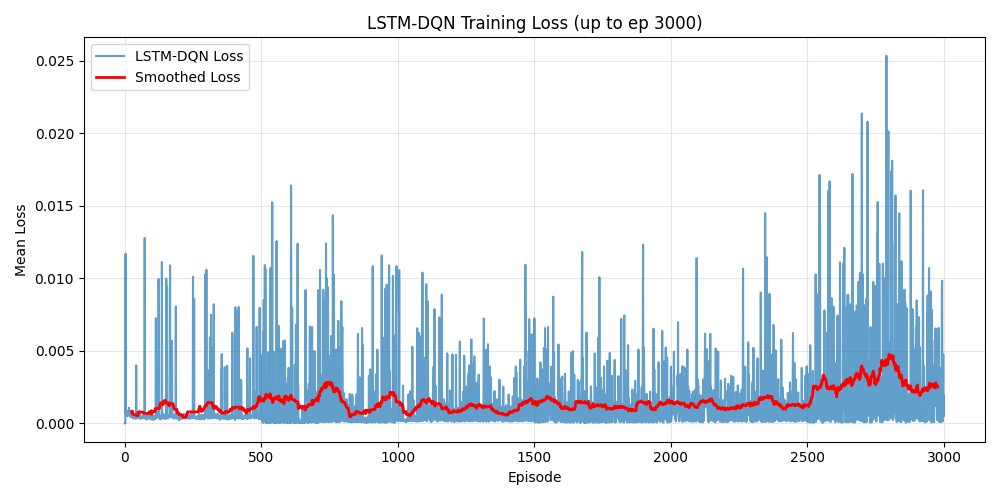 LSTM-DQN Training Loss (up to ep 3000)
LSTM-DQN Loss
Smoothed Loss
Mean Loss
0.025
0.020
0.015
0.010
0.005
0.000
0
500
1000
1500
2000
2500
3000
Episode